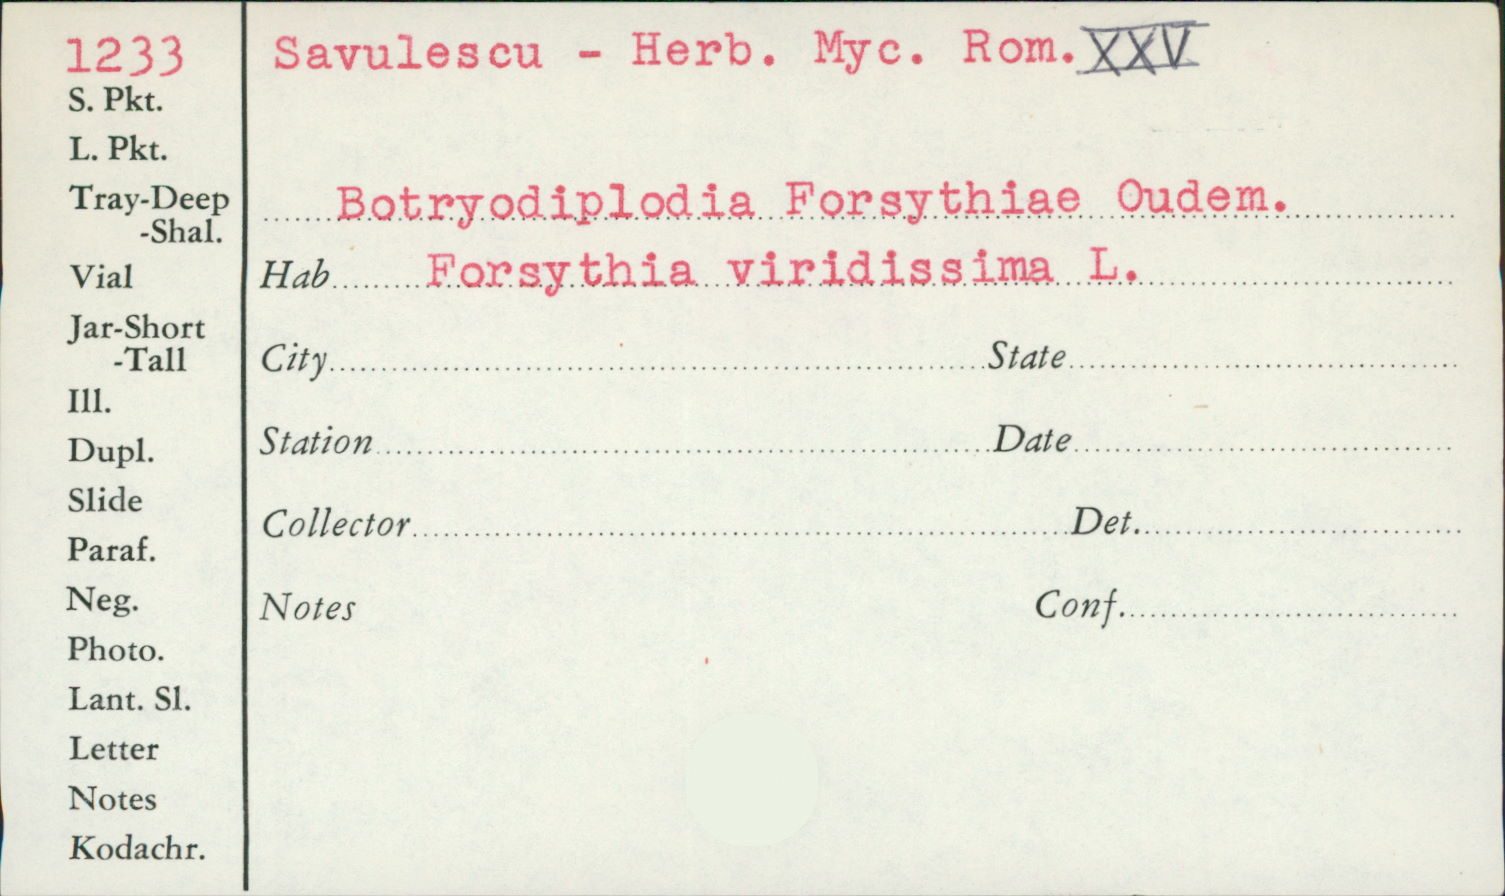 1233
Savulescu - Herb. Myc. Rom. XXV
S. Pkt.
L. Pkt.
Tray-Deep
-Shal.
Botryodiplodia Forsythiae Oudem.
Vial
Hab Forsythia viridissima L.
Jar-Short
-Tall
City State
Ill.
Dupl.
Station Date
Slide
Collector Det.
Paraf.
Neg.
Notes Conf.
Photo.
Lant. Sl.
Letter
Notes
Kodachr.